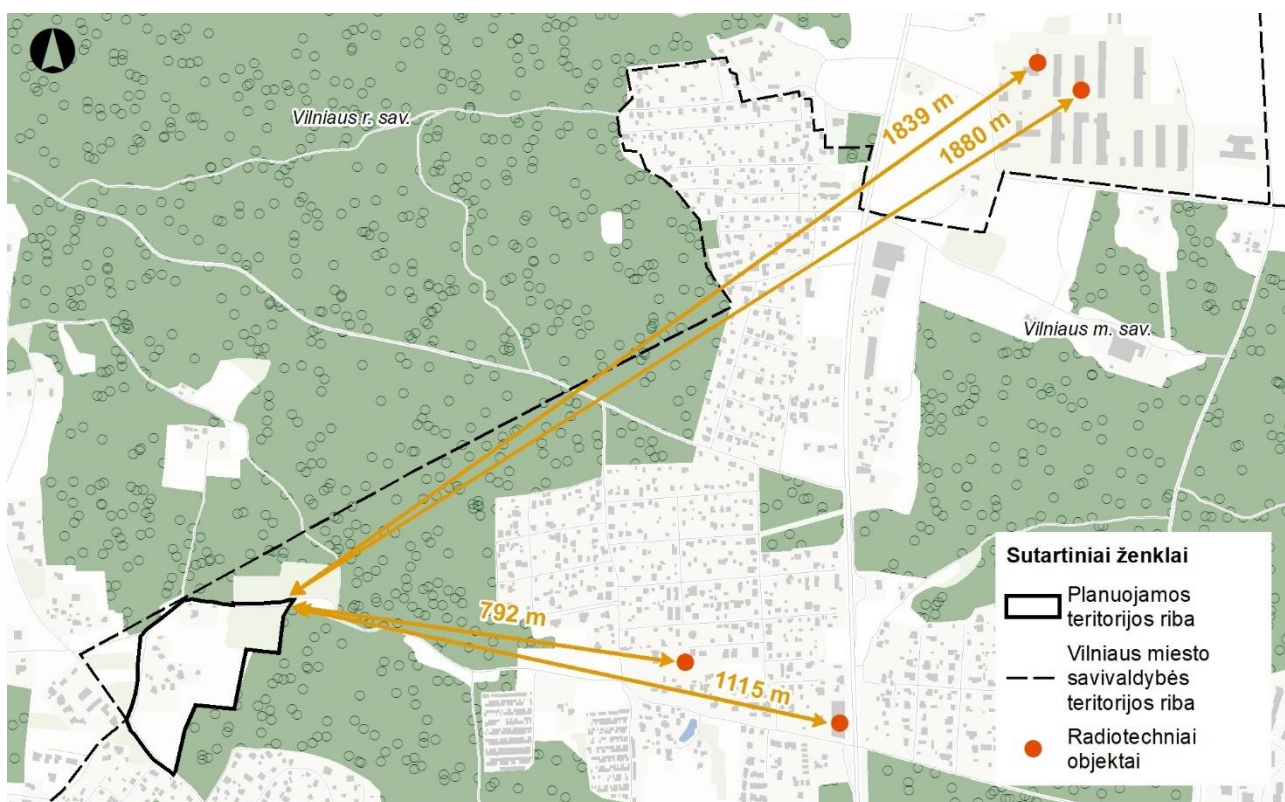 Vilniaus r. sav.
1839 m
1880 m
Vilniaus m. sav.
792 m
1115 m
Sutartiniai ženklai
Planuojamos
teritorijos riba
Vilniaus miesto
savivaldybės
teritorijos riba
Radiotechniai
objektai